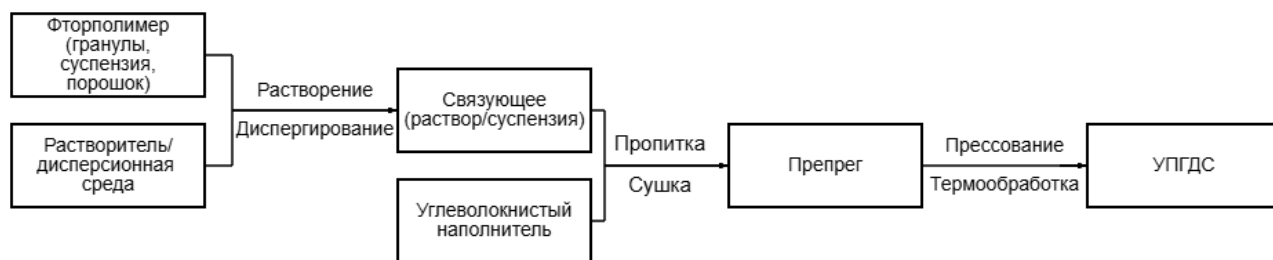 Фторполимер
(гранулы,
суспензия,
порошок)
Растворитель/
дисперсионная
среда
Растворение
Диспергирование
Связующее
(раствор/суспензия)
Углеволокнистый
наполнитель
Пропитка
Сушка
Препрег
Прессование
Термообработка
УПГДС